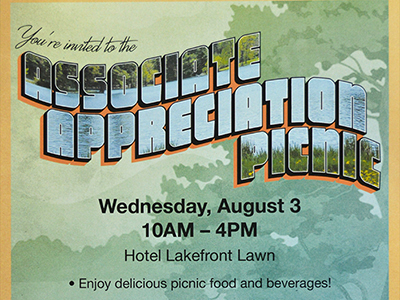 You're invited to the
ASSOCIATE
APPRECIATION
PICNIC
Wednesday, August 3
10AM – 4PM
Hotel Lakefront Lawn
• Enjoy delicious picnic food and beverages!